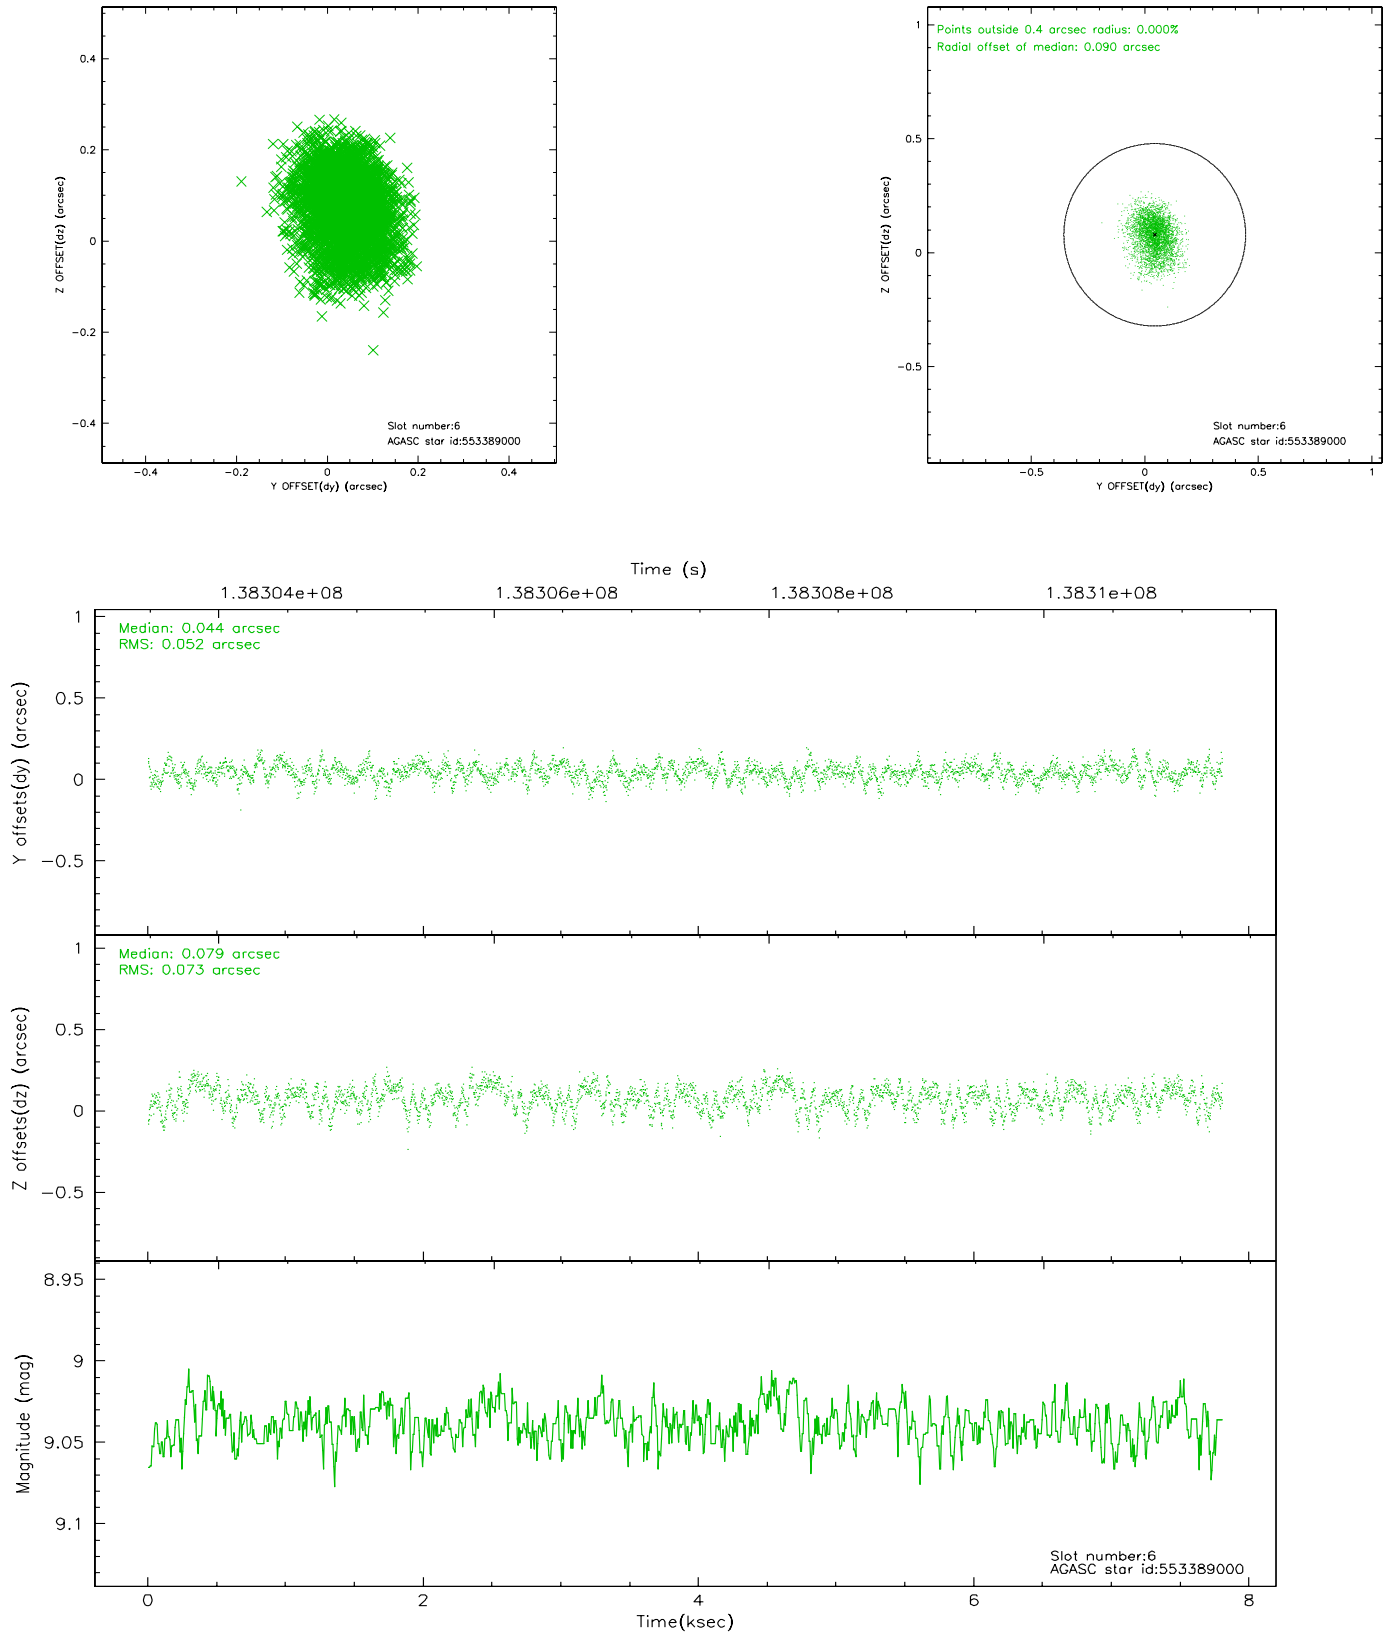 0.4
0.2
0
−0.2
−0.4
Z OFFSET(dz) (arcsec)
Slot number:6
AGASC star id:553389000
−0.4 −0.2 0 0.2 0.4
Y OFFSET(dy) (arcsec)
Points outside 0.4 arcsec radius: 0.000%
Radial offset of median: 0.090 arcsec
1
0.5
0
−0.5
Z OFFSET(dz) (arcsec)
Slot number:6
AGASC star id:553389000
−0.5 0 0.5 1
Y OFFSET(dy) (arcsec)
Time (s)
1.38304e+08 1.38306e+08 1.38308e+08 1.3831e+08
Median: 0.044 arcsec
RMS: 0.052 arcsec
1
0.5
0
−0.5
Y offsets(dy) (arcsec)
Median: 0.079 arcsec
RMS: 0.073 arcsec
1
0.5
0
−0.5
Z offsets(dz) (arcsec)
8.95
9
9.05
9.1
Magnitude (mag)
Slot number:6
AGASC star id:553389000
0 2 4 6 8
Time(ksec)